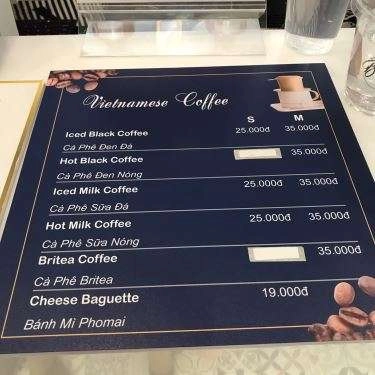 Vietnamese Coffee
S M
Iced Black Coffee 25.000đ 35.000đ
Cà Phê Đen Đá
Hot Black Coffee 35.000đ
Cà Phê Đen Nóng
Iced Milk Coffee 25.000đ 35.000đ
Cà Phê Sữa Đá
Hot Milk Coffee 25.000đ 35.000đ
Cà Phê Sữa Nóng
Britea Coffee 35.000đ
Cà Phê Britea
Cheese Baguette 19.000đ
Bánh Mì Phomai